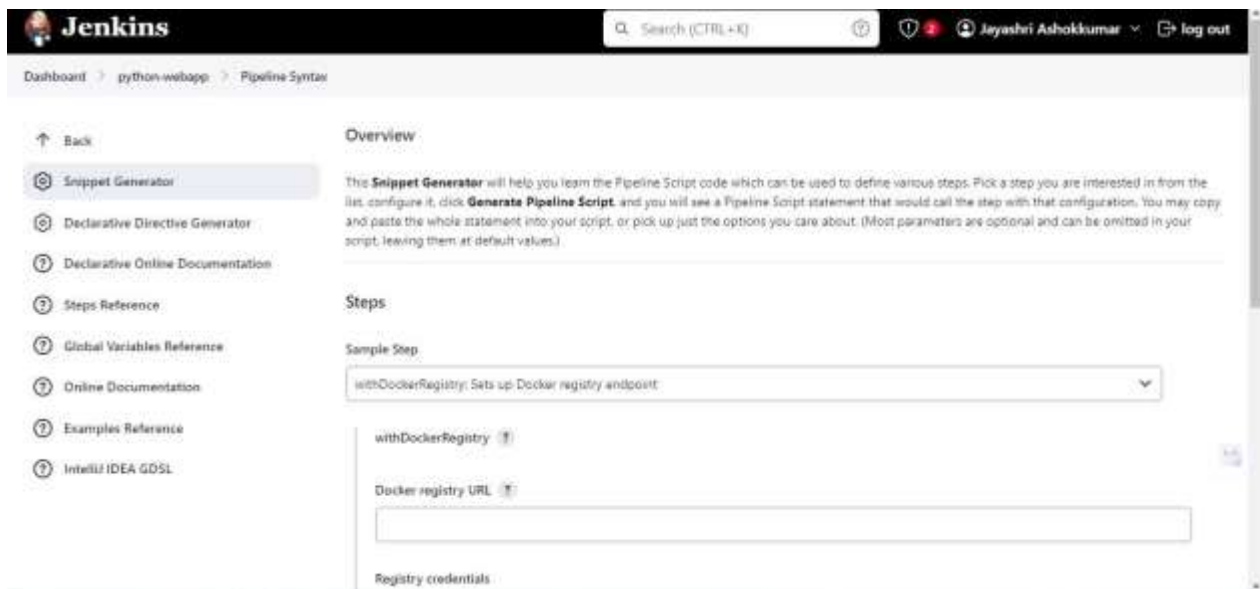 Jenkins
Search (CTRL+K)
2
Jayashri Ashokkumar
log out
Dashboard
python-webapp
Pipeline Syntax
Back
Snippet Generator
Declarative Directive Generator
Declarative Online Documentation
Steps Reference
Global Variables Reference
Online Documentation
Examples Reference
IntelliJ IDEA GDSL
Overview
This Snippet Generator will help you learn the Pipeline Script code which can be used to define various steps. Pick a step you are interested in from the
list, configure it, click Generate Pipeline Script, and you will see a Pipeline Script statement that would call the step with that configuration. You may copy
and paste the whole statement into your script, or pick up just the options you care about. (Most parameters are optional and can be omitted in your
script, leaving them at default values.)
Steps
Sample Step
withDockerRegistry: Sets up Docker registry endpoint
withDockerRegistry ?
Docker registry URL ?
Registry credentials